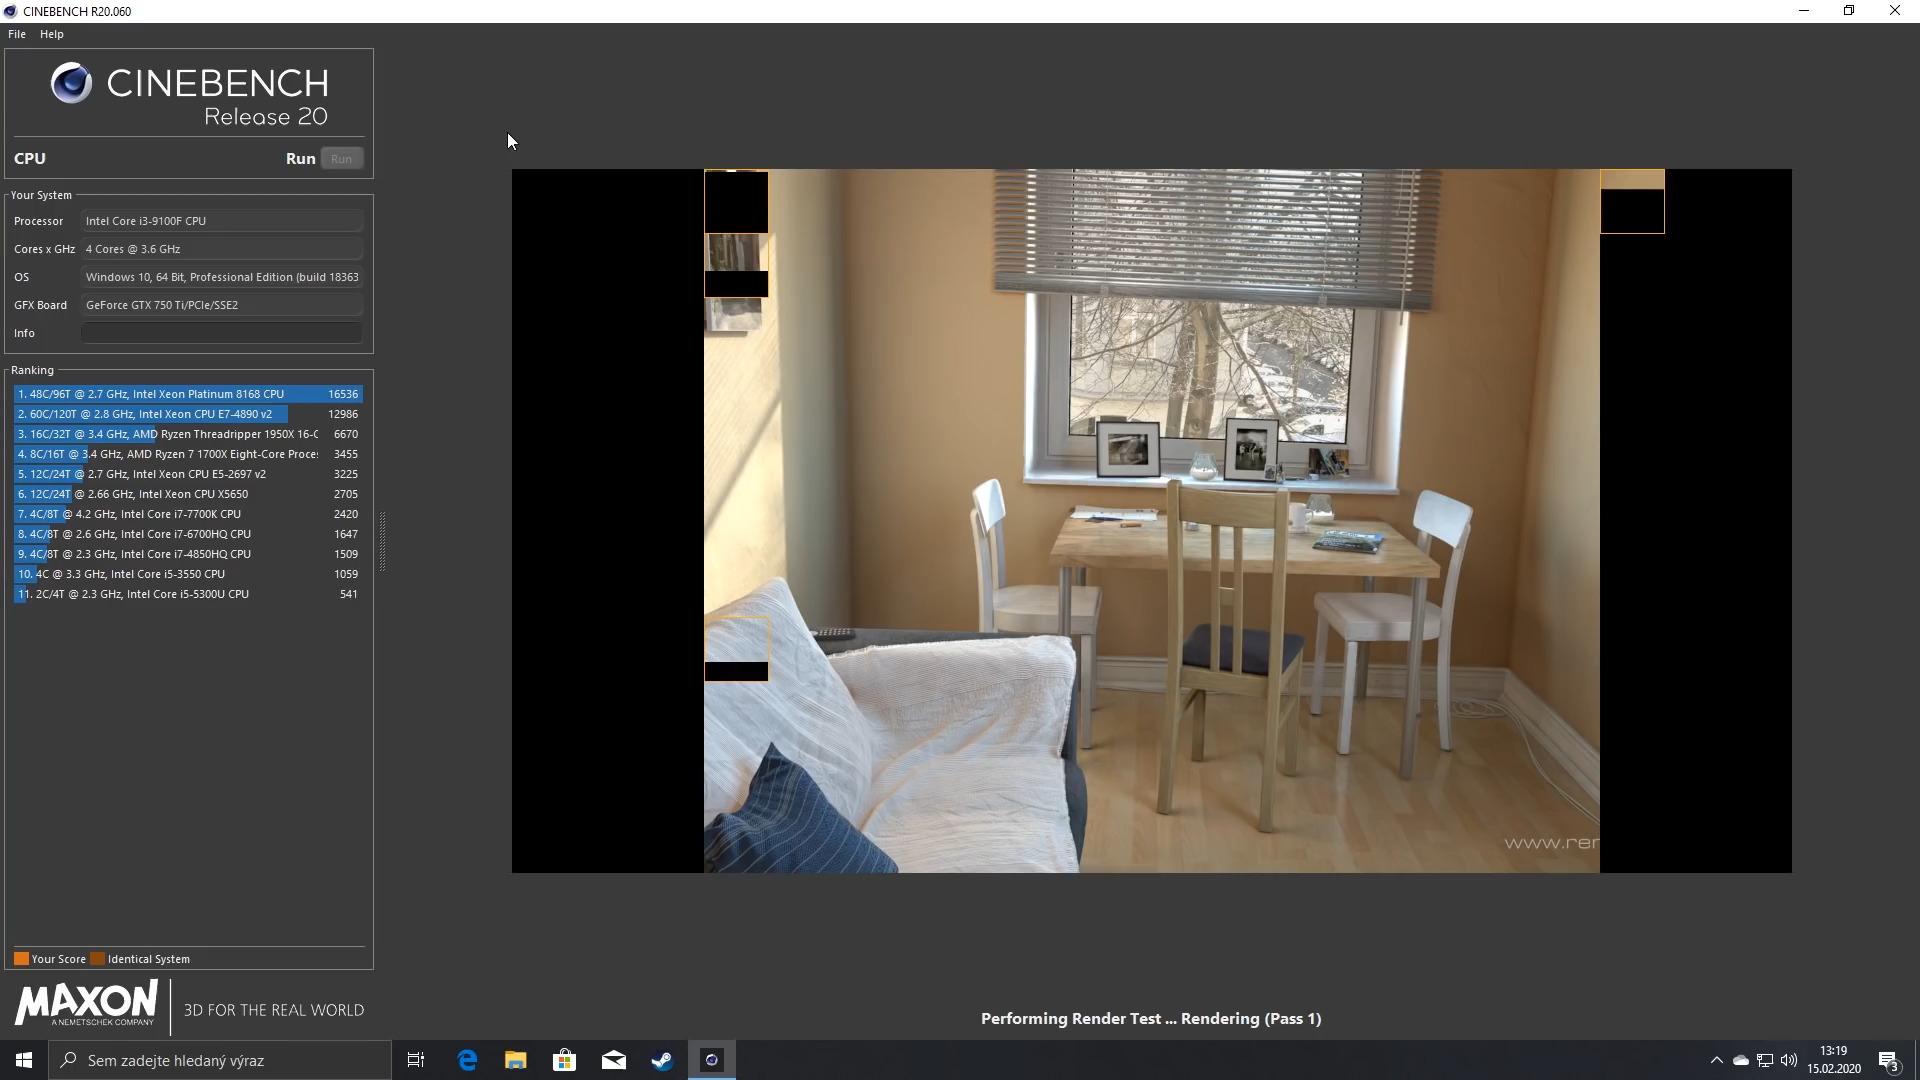 CINEBENCH R20.060
File Help
CINEBENCH
Release 20
CPU Run Run
Your System
Processor Intel Core i3-9100F CPU
Cores x GHz 4 Cores @ 3.6 GHz
OS Windows 10, 64 Bit, Professional Edition (build 18363
GFX Board GeForce GTX 750 Ti/PCIe/SSE2
Info
Ranking
1. 48C/96T @ 2.7 GHz, Intel Xeon Platinum 8168 CPU 16536
2. 60C/120T @ 2.8 GHz, Intel Xeon CPU E7-4890 v2 12986
3. 16C/32T @ 3.4 GHz, AMD Ryzen Threadripper 1950X 16-C 6670
4. 8C/16T @ 3.4 GHz, AMD Ryzen 7 1700X Eight-Core Proce: 3455
5. 12C/24T @ 2.7 GHz, Intel Xeon CPU E5-2697 v2 3225
6. 12C/24T @ 2.66 GHz, Intel Xeon CPU X5650 2705
7. 4C/8T @ 4.2 GHz, Intel Core i7-7700K CPU 2420
8. 4C/8T @ 2.6 GHz, Intel Core i7-6700HQ CPU 1647
9. 4C/8T @ 2.3 GHz, Intel Core i7-4850HQ CPU 1509
10. 4C @ 3.3 GHz, Intel Core i5-3550 CPU 1059
11. 2C/4T @ 2.3 GHz, Intel Core i5-5300U CPU 541
www.rer
Your Score Identical System
MAXON
A NEMETSCHEK COMPANY
3D FOR THE REAL WORLD
Performing Render Test ... Rendering (Pass 1)
Sem zadejte hledaný výraz
13:19
15.02.2020
3